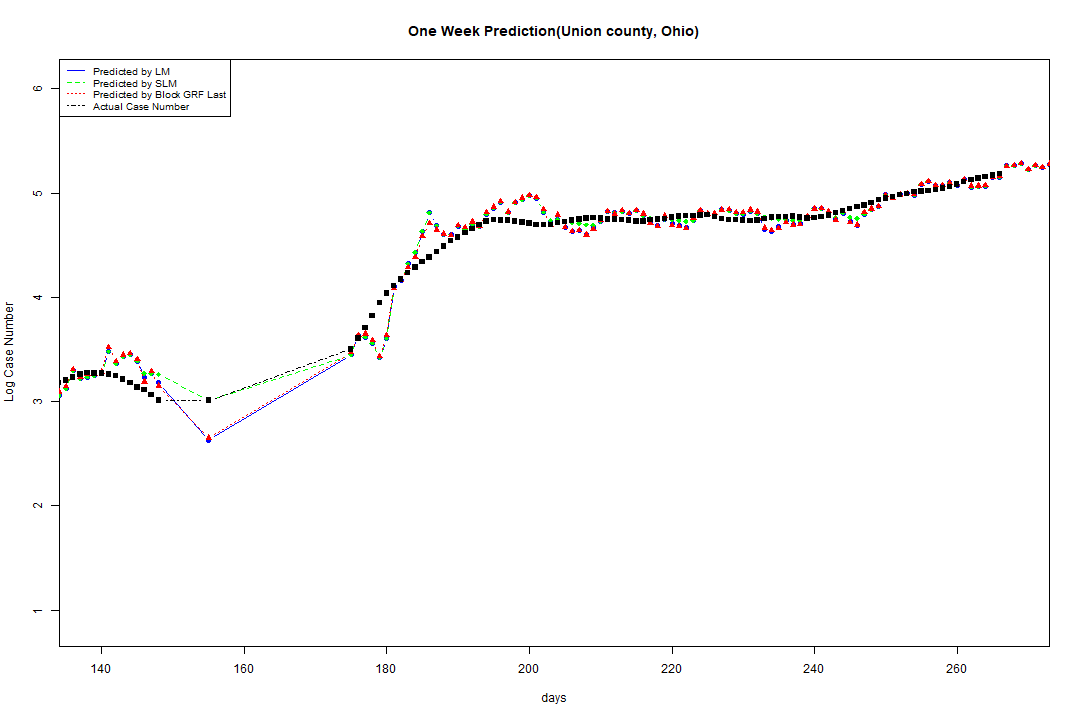 One Week Prediction(Union county, Ohio)
Predicted by LM
Predicted by SLM
Predicted by Block GRF Last
Actual Case Number
6
5
4
3
2
1
Log Case Number
140 160 180 200 220 240 260
days